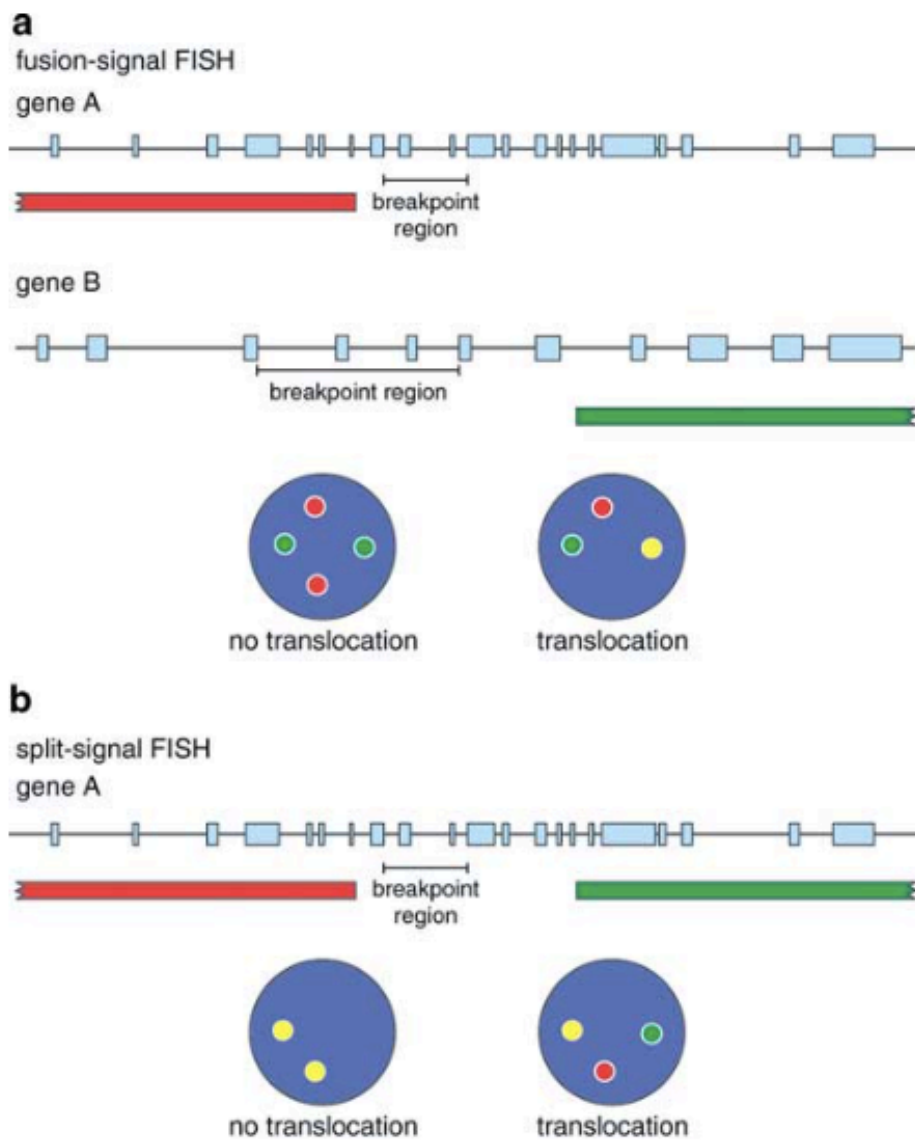 a
fusion-signal FISH
gene A
breakpoint
region
gene B
breakpoint region
no translocation
translocation
b
split-signal FISH
gene A
breakpoint
region
no translocation
translocation